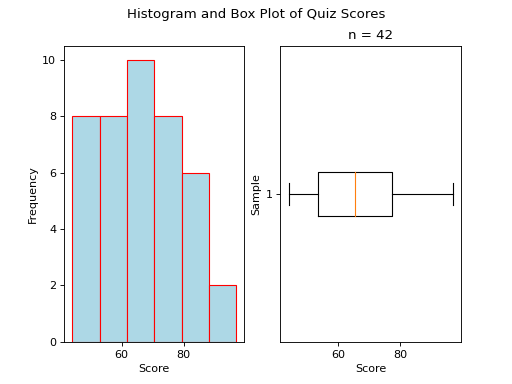 Histogram and Box Plot of Quiz Scores
n = 42
10
8
6
4
2
0
Frequency
60 80
Score
Sample
1
60 80
Score